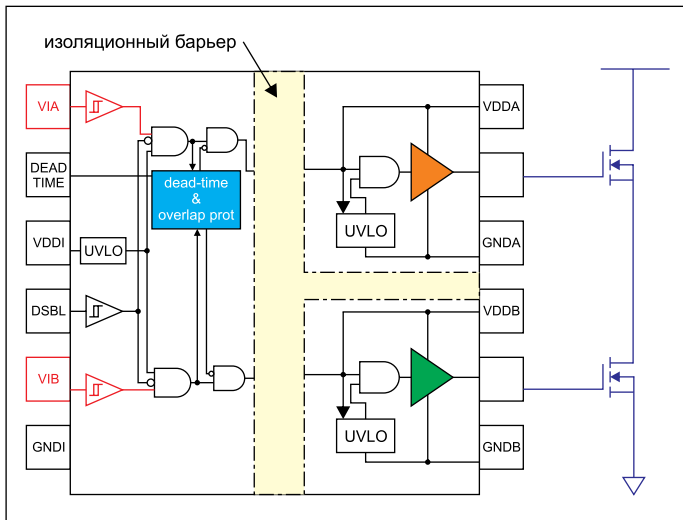 изоляционный барьер
VIA
DEAD
TIME
VDDI
DSBL
VIB
GNDI
UVLO
dead-time
&
overlap prot
UVLO
UVLO
VDDA
GNDA
VDDB
GNDB